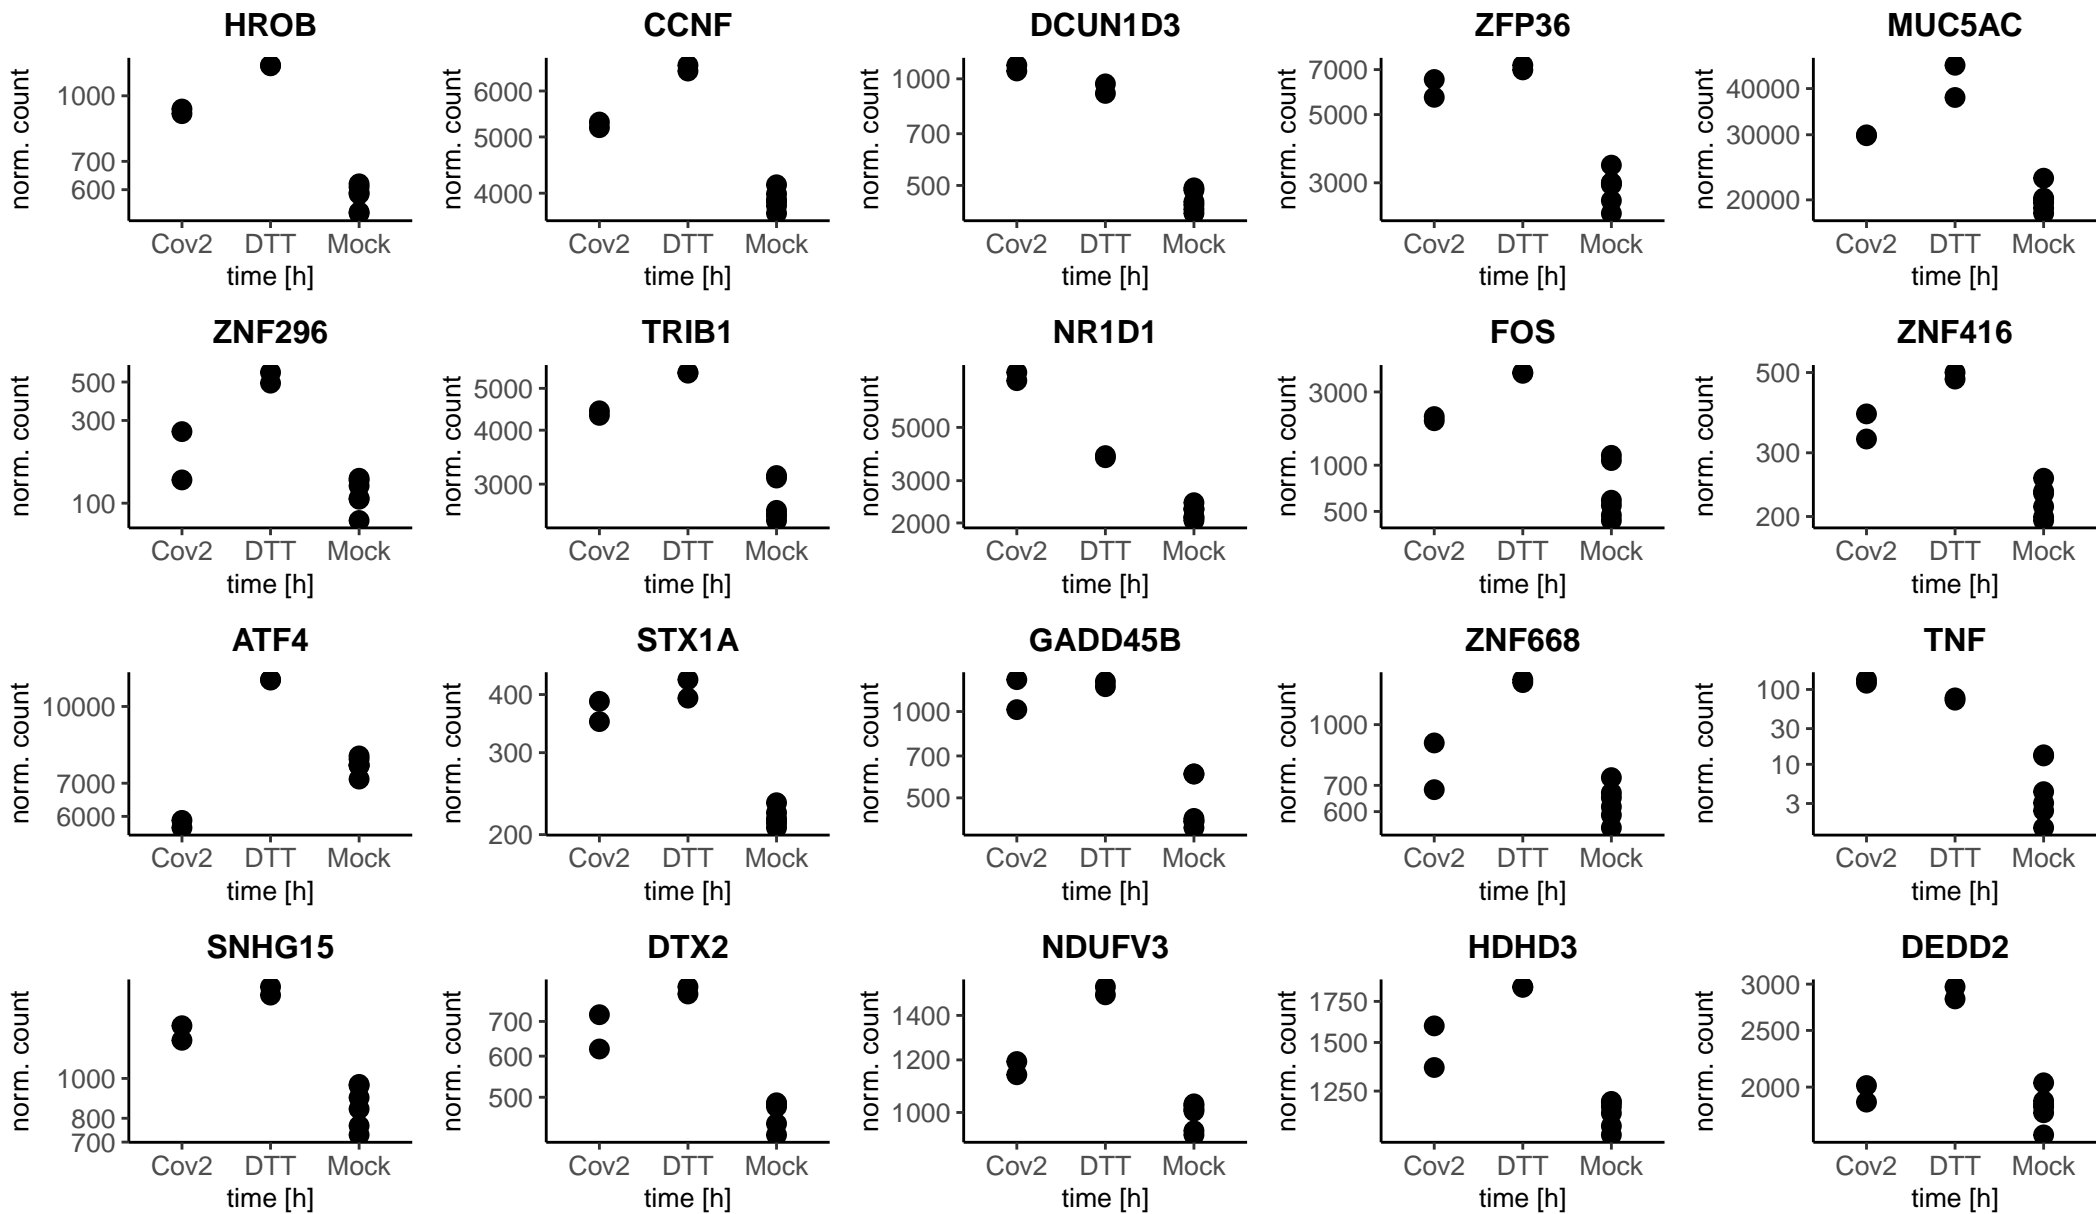 HROB CCNF DCUN1D3 ZFP36 MUC5AC
norm. count norm. count norm. count norm. count norm. count
1000 700 600
6000 5000 4000
1000 700 500
7000 5000 3000
40000 30000 20000
Cov2 DTT Mock Cov2 DTT Mock Cov2 DTT Mock Cov2 DTT Mock Cov2 DTT Mock
time [h] time [h] time [h] time [h] time [h]
ZNF296 TRIB1 NR1D1 FOS ZNF416
norm. count norm. count norm. count norm. count norm. count
500 300 100
5000 4000 3000
5000 3000 2000
3000 1000 500
500 300 200
Cov2 DTT Mock Cov2 DTT Mock Cov2 DTT Mock Cov2 DTT Mock Cov2 DTT Mock
time [h] time [h] time [h] time [h] time [h]
ATF4 STX1A GADD45B ZNF668 TNF
norm. count norm. count norm. count norm. count norm. count
10000 7000 6000
400 300 200
1000 700 500
1000 700 600
100 30 10 3
Cov2 DTT Mock Cov2 DTT Mock Cov2 DTT Mock Cov2 DTT Mock Cov2 DTT Mock
time [h] time [h] time [h] time [h] time [h]
SNHG15 DTX2 NDUFV3 HDHD3 DEDD2
norm. count norm. count norm. count norm. count norm. count
1000 800 700
700 600 500
1400 1200 1000
1750 1500 1250
3000 2500 2000
Cov2 DTT Mock Cov2 DTT Mock Cov2 DTT Mock Cov2 DTT Mock Cov2 DTT Mock
time [h] time [h] time [h] time [h] time [h]